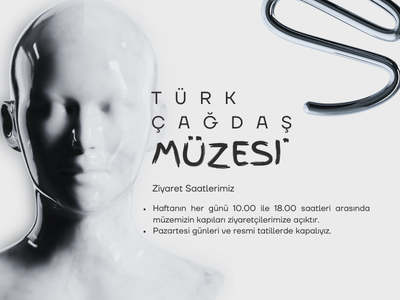 TÜRK
ÇAĞDAŞ
MÜZESİ
Ziyaret Saatlerimiz
• Haftanın her günü 10.00 ile 18.00 saatleri arasında
müzemizin kapıları ziyaretçilerimize açıktır.
• Pazartesi günleri ve resmi tatillerde kapalıyız.